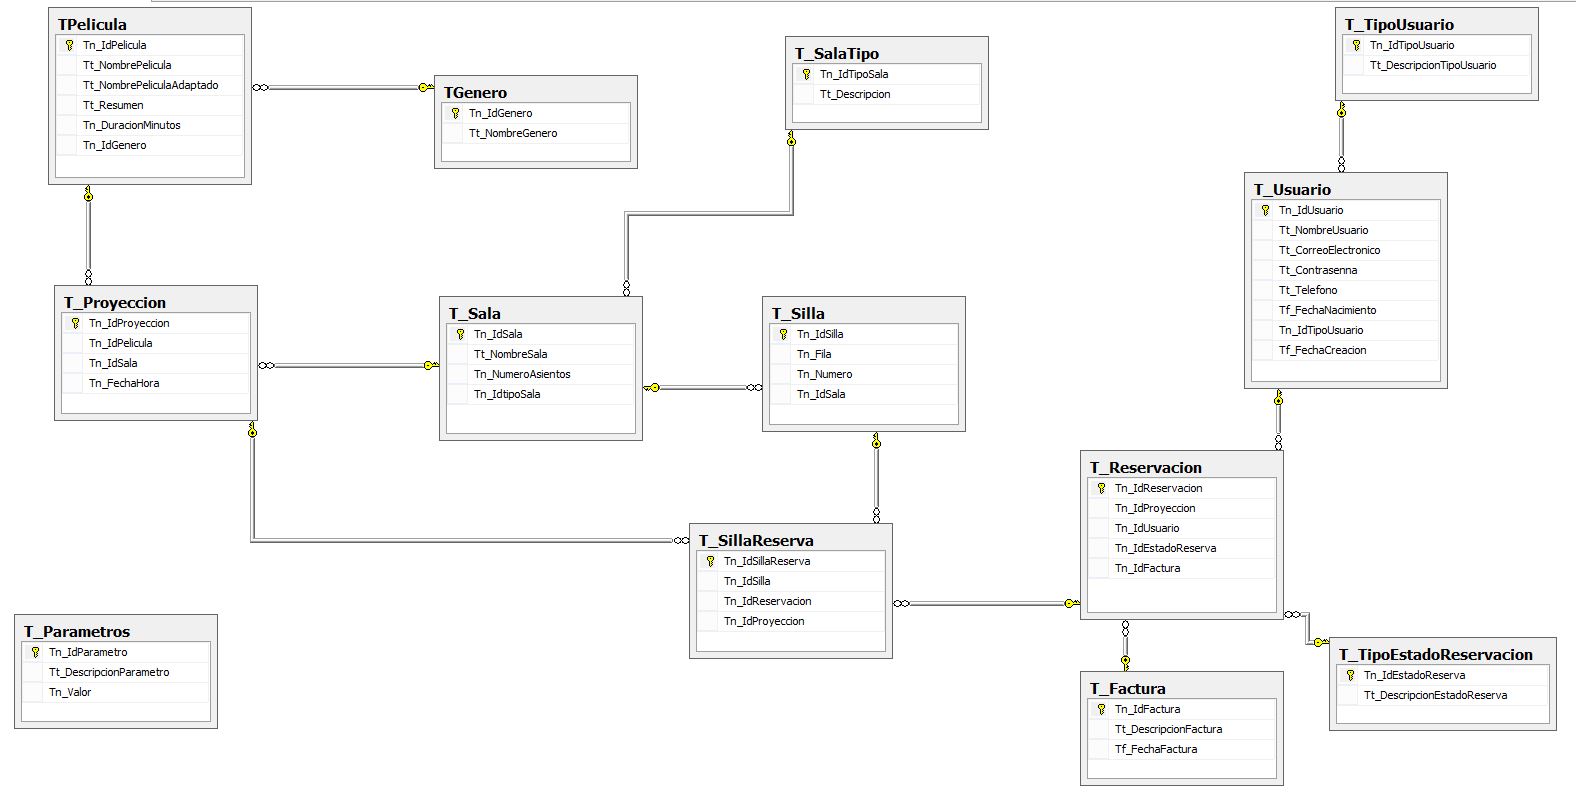 TPelicula
Tn_IdPelicula
Tt_NombrePelicula
Tt_NombrePeliculaAdaptado
Tt_Resumen
Tn_DuracionMinutos
Tn_IdGenero
TGenero
Tn_IdGenero
Tt_NombreGenero
T_SalaTipo
Tn_IdTipoSala
Tt_Descripcion
T_TipoUsuario
Tn_IdTipoUsuario
Tt_DescripcionTipoUsuario
T_Usuario
Tn_IdUsuario
Tt_NombreUsuario
Tt_CorreoElectronico
Tt_Contrasenna
Tt_Telefono
Tf_FechaNacimiento
Tn_IdTipoUsuario
Tf_FechaCreacion
T_Proyeccion
Tn_IdProyeccion
Tn_IdPelicula
Tn_IdSala
Tn_FechaHora
T_Sala
Tn_IdSala
Tt_NombreSala
Tn_NumeroAsientos
Tn_IdtipoSala
T_Silla
Tn_IdSilla
Tn_Fila
Tn_Numero
Tn_IdSala
T_Reservacion
Tn_IdReservacion
Tn_IdProyeccion
Tn_IdUsuario
Tn_IdEstadoReserva
Tn_IdFactura
T_SillaReserva
Tn_IdSillaReserva
Tn_IdSilla
Tn_IdReservacion
Tn_IdProyeccion
T_Parametros
Tn_IdParametro
Tt_DescripcionParametro
Tn_Valor
T_TipoEstadoReservacion
Tn_IdEstadoReserva
Tt_DescripcionEstadoReserva
T_Factura
Tn_IdFactura
Tt_DescripcionFactura
Tf_FechaFactura